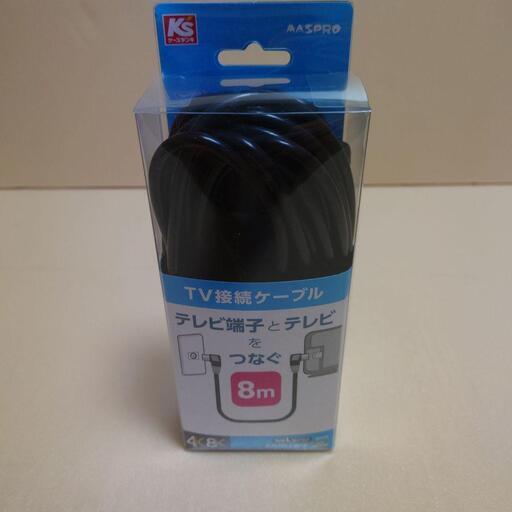 K's
ケーズデンキ
MASPRO
TV接続ケーブル
テレビ端子とテレビ
を
つなぐ
8m
4K8K